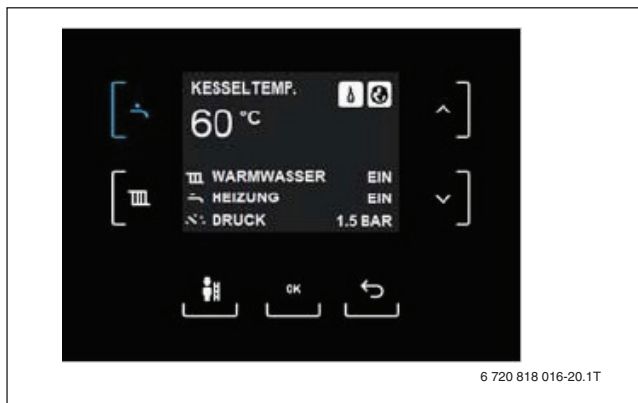 KESSELTEMP.
60 °C
WARMWASSER EIN
HEIZUNG EIN
DRUCK 1.5 BAR
OK
6 720 818 016-20.1T